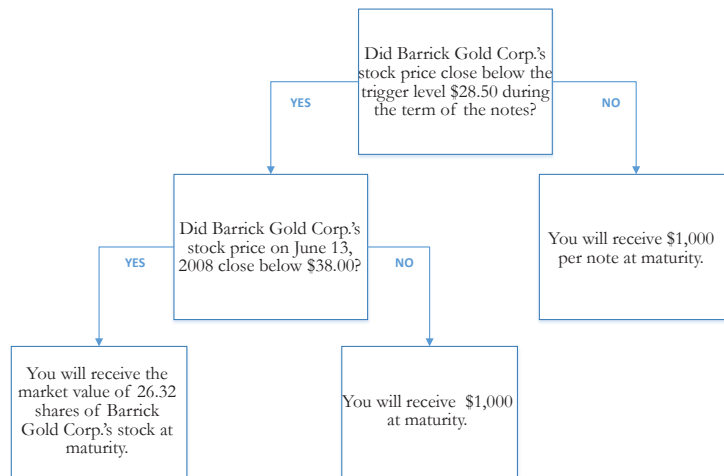 Did Barrick Gold Corp.'s
stock price close below the
trigger level $28.50 during
the term of the notes?
YES
NO
Did Barrick Gold Corp.'s
stock price on June 13,
2008 close below $38.00?
You will receive $1,000
per note at maturity.
YES
NO
You will receive the
market value of 26.32
shares of Barrick
Gold Corp.'s stock at
maturity.
You will receive $1,000
at maturity.